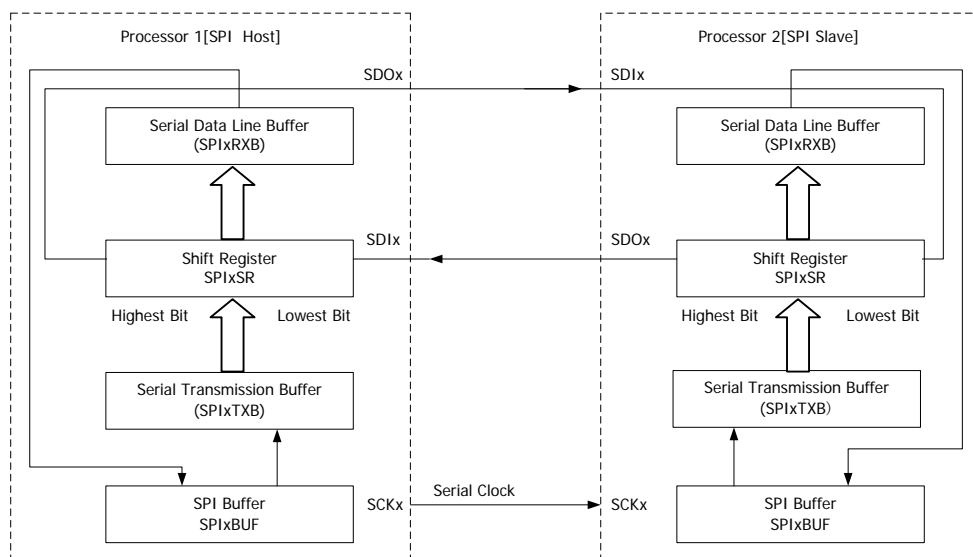 Processor 1[SPI Host]
SDOx
Serial Data Line Buffer
(SPIxRXB)
SDIx
Shift Register
SPIxSR
Highest Bit
Lowest Bit
Serial Transmission Buffer
(SPIxTXB)
SPI Buffer
SPIxBUF
SCKx
Serial Clock
Processor 2[SPI Slave]
SDIx
Serial Data Line Buffer
(SPIxRXB)
SDOx
Shift Register
SPIxSR
Highest Bit
Lowest Bit
Serial Transmission Buffer
(SPIxTXB)
SCKx
SPI Buffer
SPIxBUF